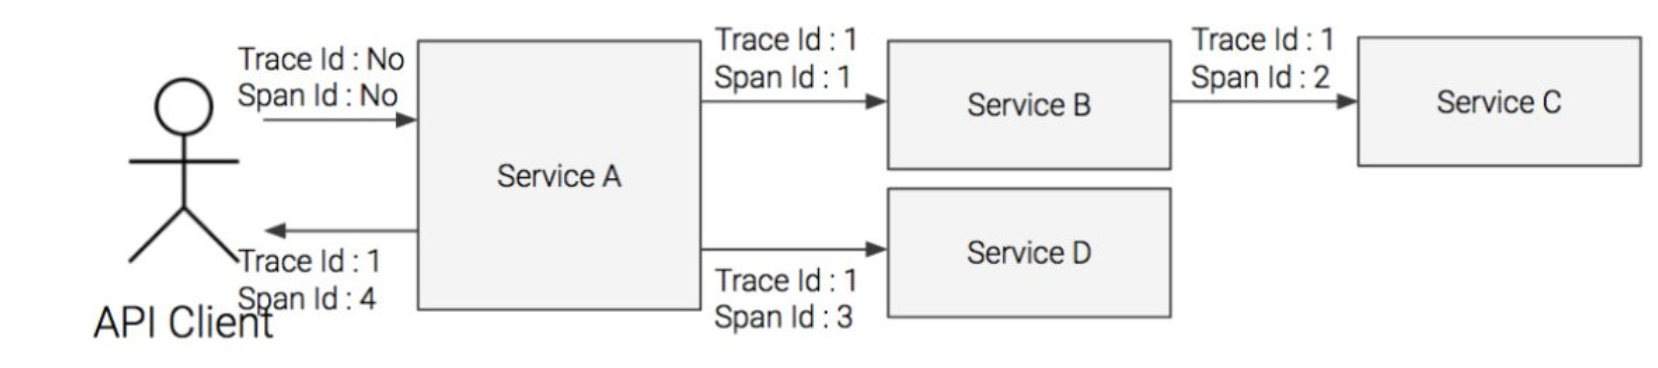 Trace Id : No
Span Id : No
Service A
Trace Id : 1
Span Id : 4
API Client
Trace Id : 1
Span Id : 1
Service B
Trace Id : 1
Span Id : 2
Service C
Service D
Trace Id : 1
Span Id : 3